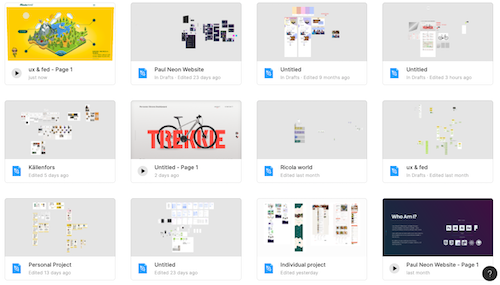 ux & fed - Page 1
just now
Paul Neon Website
In Drafts · Edited 23 days ago
Untitled
In Drafts · Edited 9 months ago
Untitled
In Drafts · Edited 3 hours ago
Källenfors
Edited 5 days ago
TREKKIE
Untitled - Page 1
2 days ago
Ricola world
Edited last month
ux & fed
In Drafts · Edited last month
Personal Project
Edited 13 days ago
Untitled
Edited 23 days ago
Individual project
Edited yesterday
Who Am I?
Paul Neon Website - Page 1
last month
?